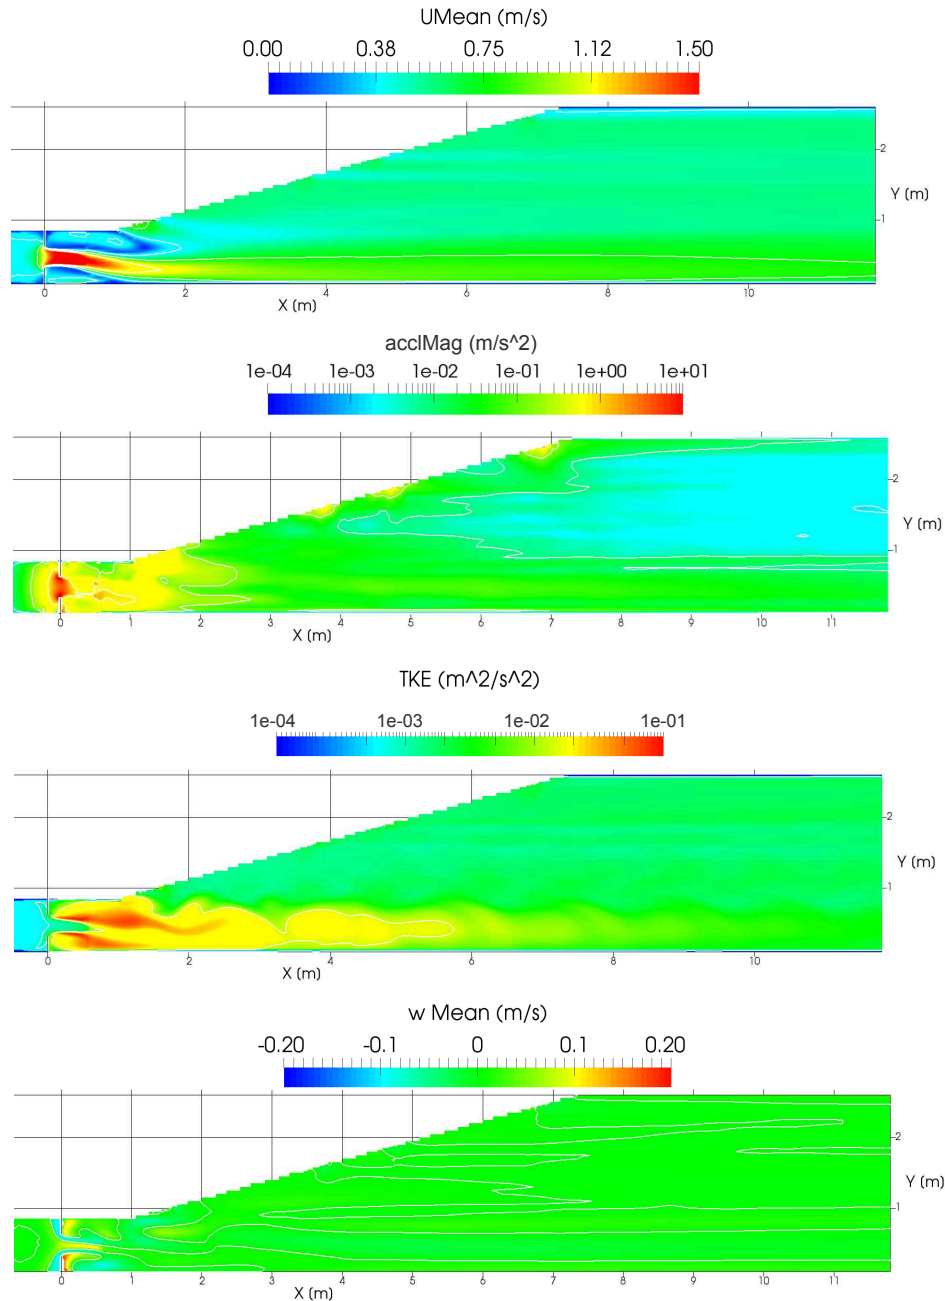 UMean (m/s)
0.00 0.38 0.75 1.12 1.50
2
Y (m)
1
0 2 4 6 8 10
X (m)
acclMag (m/s^2)
1e-04 1e-03 1e-02 1e-01 1e+00 1e+01
2
Y (m)
1
0 1 2 3 4 5 6 7 8 9 10 11
X (m)
TKE (m^2/s^2)
1e-04 1e-03 1e-02 1e-01
2
Y (m)
1
0 2 4 6 8 10
X (m)
w Mean (m/s)
-0.20 -0.1 0 0.1 0.20
2
Y (m)
1
0 1 2 3 4 5 6 7 8 9 10 11
X (m)